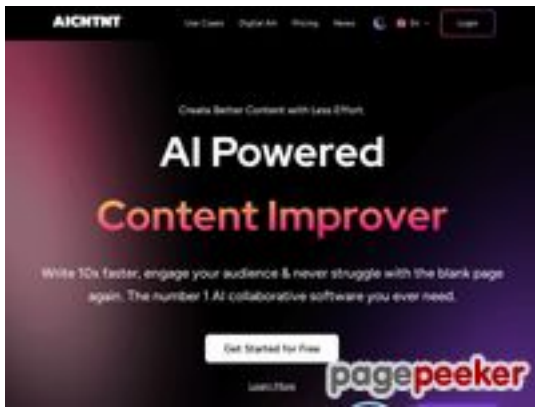 AICNTNT
Use Cases Digital Art Pricing News EN Login
Create Better Content with Less Effort.
AI Powered
Content Improver
Write 10x faster, engage your audience & never struggle with the blank page
again. The number 1 AI collaborative software you ever need.
Get Started for Free
Learn More
pagepeeker